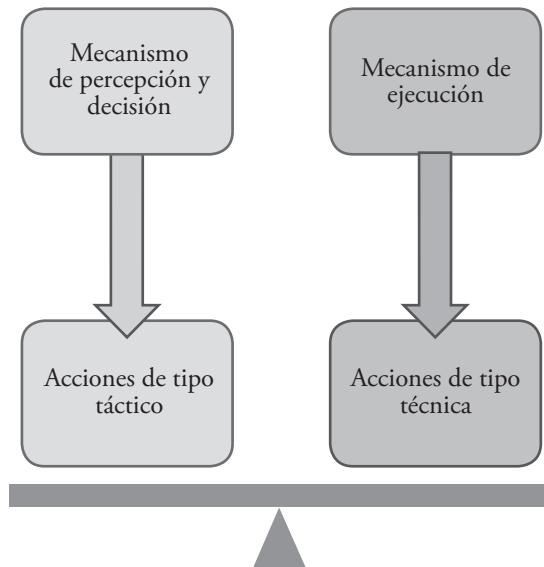 Mecanismo
de percepción y
decisión
Mecanismo de
ejecución
Acciones de tipo
táctico
Acciones de tipo
técnica